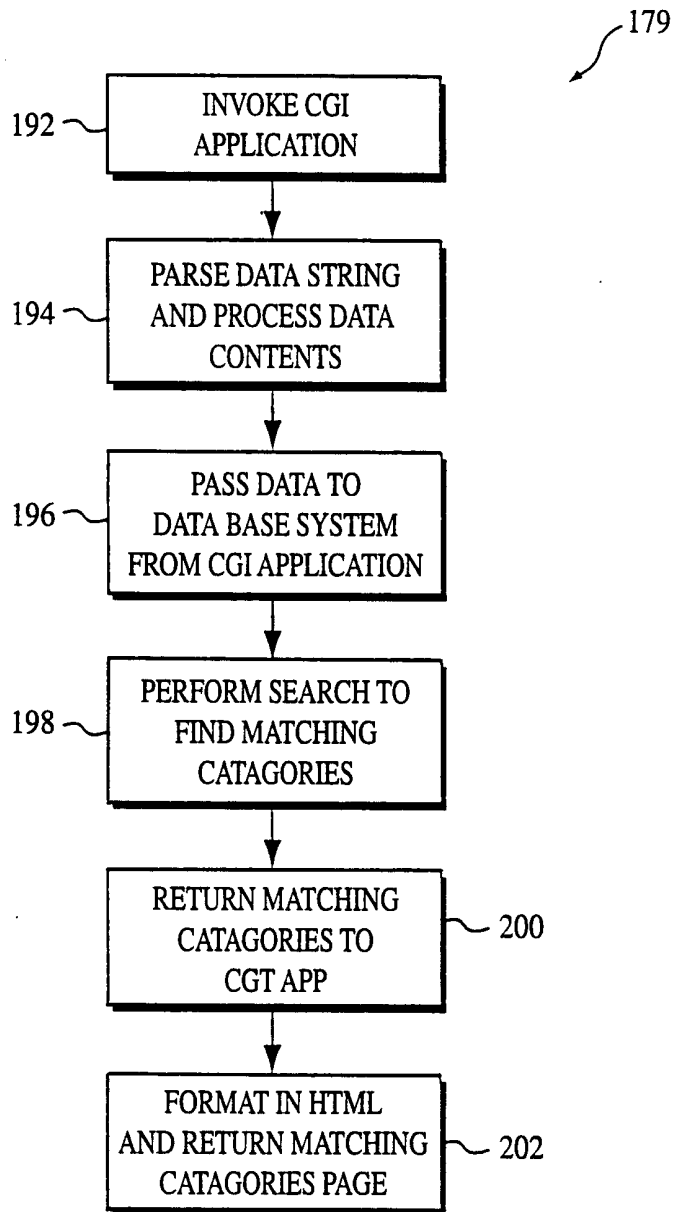 179
192
INVOKE CGI
APPLICATION
194
PARSE DATA STRING
AND PROCESS DATA
CONTENTS
196
PASS DATA TO
DATA BASE SYSTEM
FROM CGI APPLICATION
198
PERFORM SEARCH TO
FIND MATCHING
CATAGORIES
RETURN MATCHING
CATAGORIES TO
CGT APP
200
FORMAT IN HTML
AND RETURN MATCHING
CATAGORIES PAGE
202